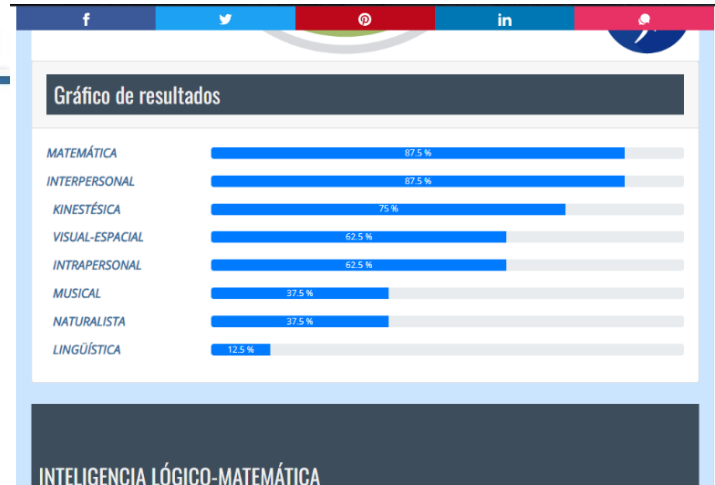 f in
Gráfico de resultados
MATEMÁTICA 87.5 %
INTERPERSONAL 87.5 %
KINESTÉSICA 75 %
VISUAL-ESPACIAL 62.5 %
INTRAPERSONAL 62.5 %
MUSICAL 37.5 %
NATURALISTA 37.5 %
LINGÜÍSTICA 12.5 %
INTELIGENCIA LÓGICO-MATEMÁTICA